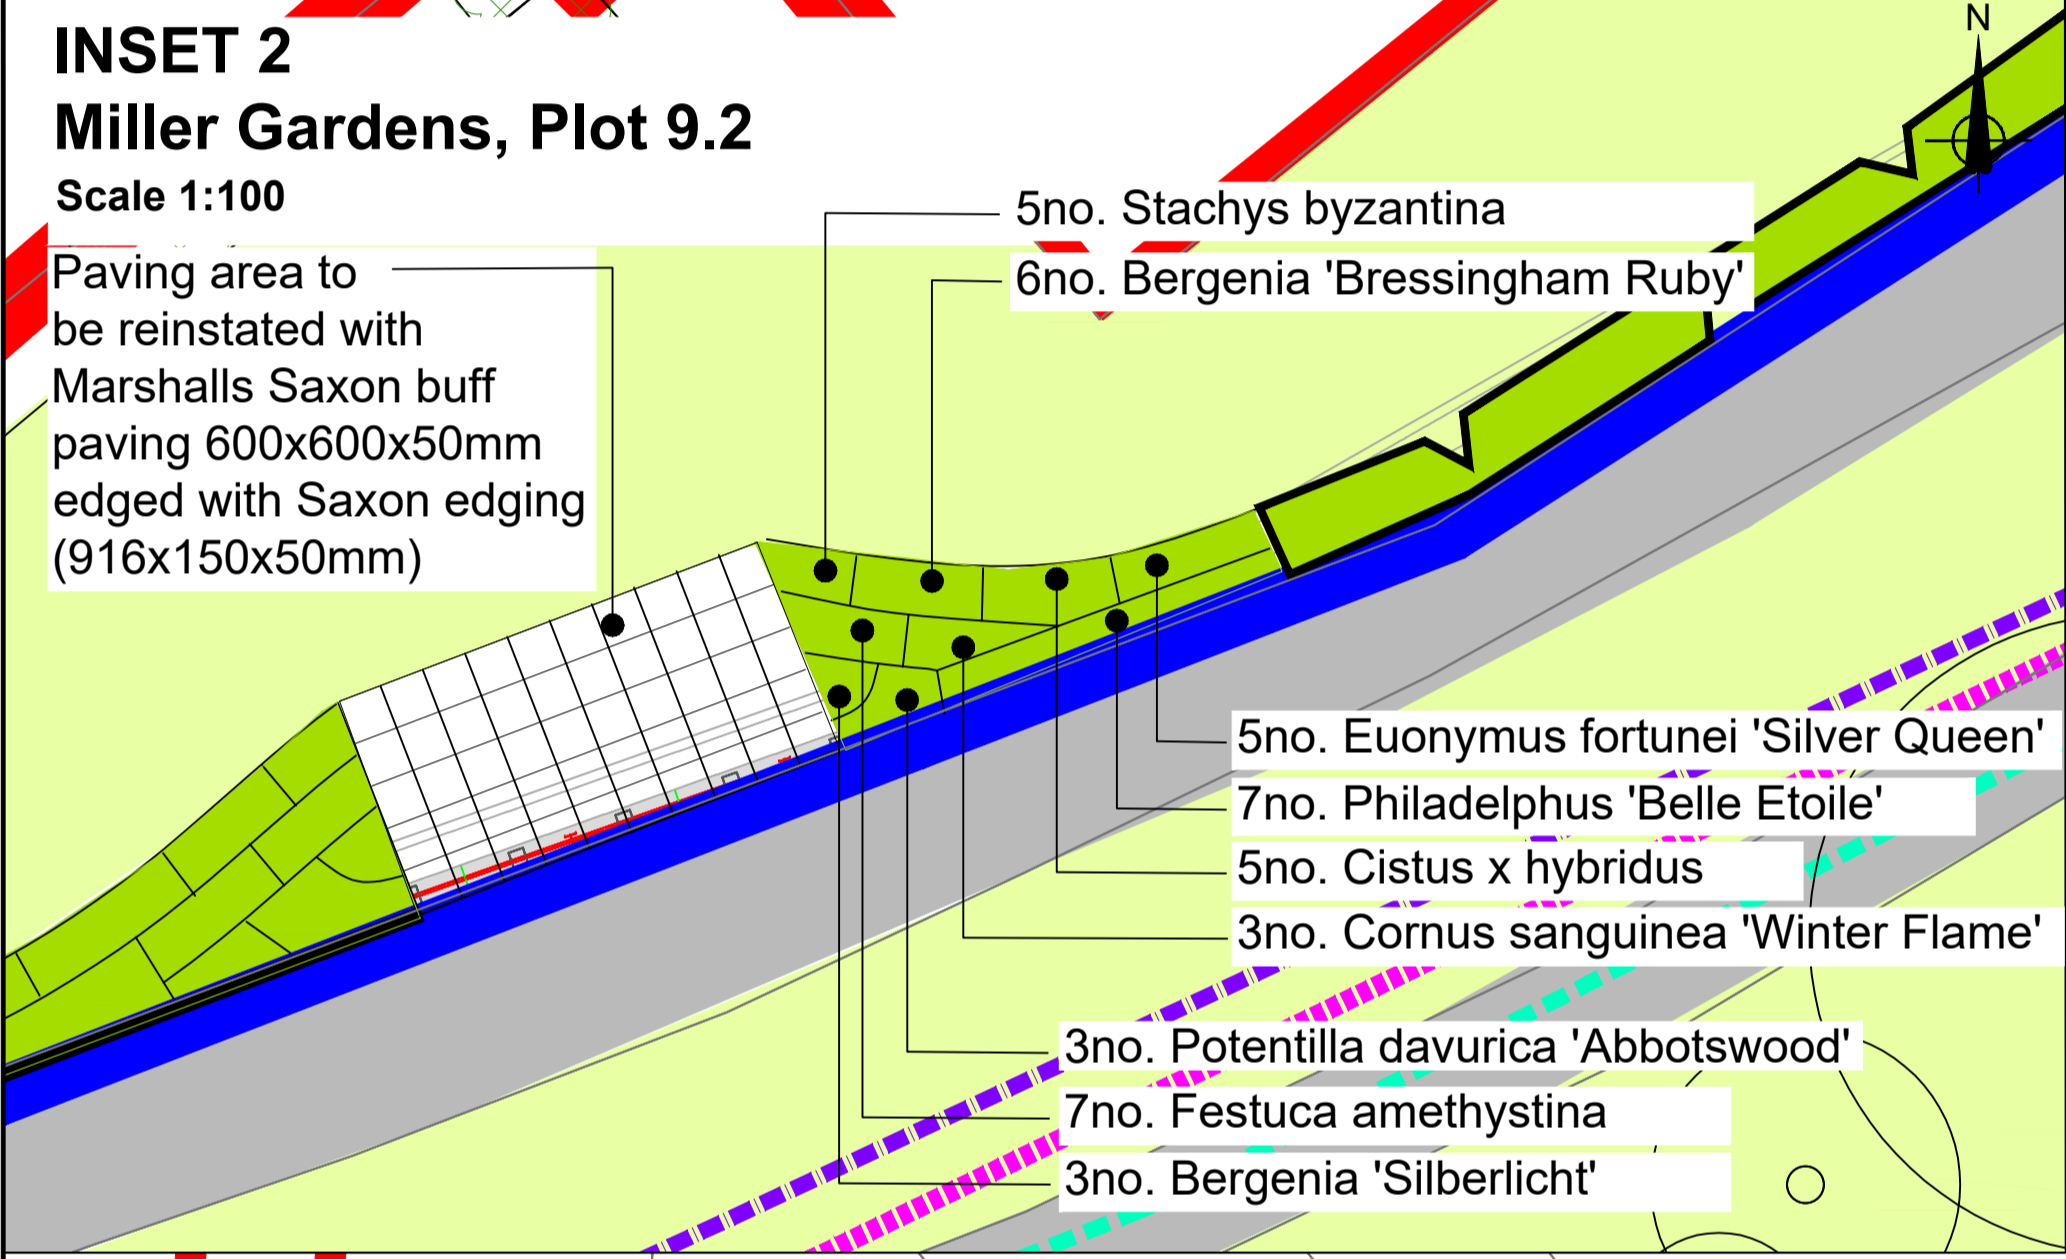 INSET 2
Miller Gardens, Plot 9.2
Scale 1:100
N
Paving area to
be reinstated with
Marshalls Saxon buff
paving 600x600x50mm
edged with Saxon edging
(916x150x50mm)
5no. Stachys byzantina
6no. Bergenia 'Bressingham Ruby'
5no. Euonymus fortunei 'Silver Queen'
7no. Philadelphus 'Belle Etoile'
5no. Cistus x hybridus
3no. Cornus sanguinea 'Winter Flame'
3no. Potentilla davurica 'Abbotswood'
7no. Festuca amethystina
3no. Bergenia 'Silberlicht'